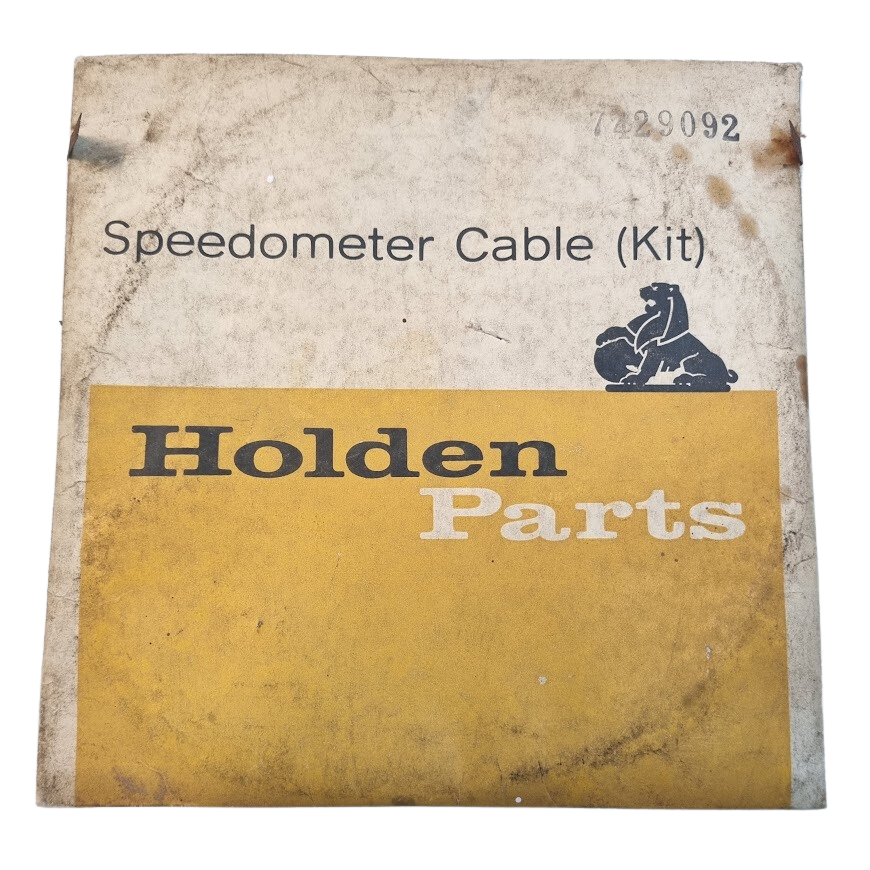 7429092
Speedometer Cable (Kit)
Holden
Parts